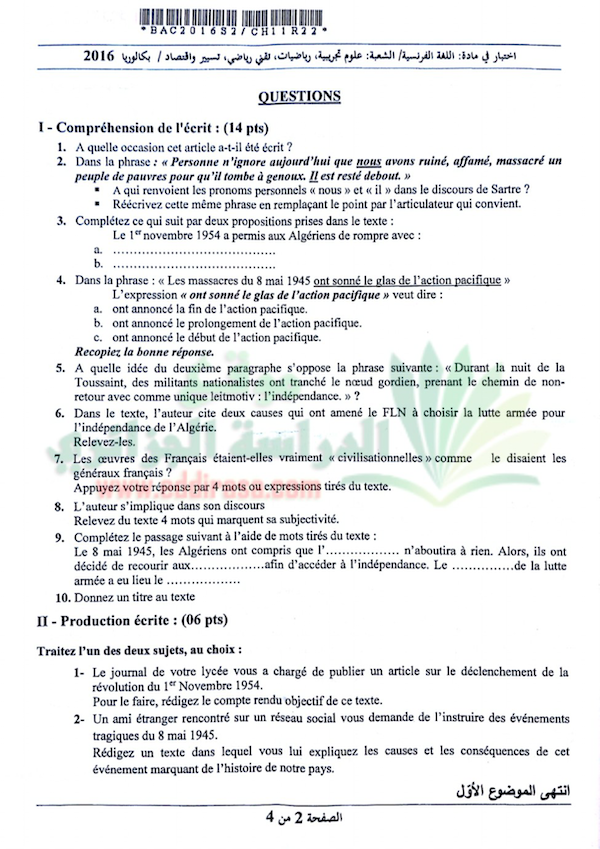 *BAC2016S2/CH11R22*
اختبار في مادة: اللغة الفرنسية/ الشعبة: علوم تجريبية، رياضيات، تقني رياضي، تسيير واقتصاد / بكالوريا 2016
QUESTIONS
I - Compréhension de l'écrit : (14 pts)
1. A quelle occasion cet article a-t-il été écrit ?
2. Dans la phrase : « Personne n'ignore aujourd'hui que nous avons ruiné, affamé, massacré un
peuple de pauvres pour qu'il tombe à genoux. Il est resté debout. »
▪ A qui renvoient les pronoms personnels « nous » et « il » dans le discours de Sartre ?
▪ Réécrivez cette même phrase en remplaçant le point par l'articulateur qui convient.
3. Complétez ce qui suit par deux propositions prises dans le texte :
Le 1er novembre 1954 a permis aux Algériens de rompre avec :
a. ........................................
b. ........................................
4. Dans la phrase : « Les massacres du 8 mai 1945 ont sonné le glas de l'action pacifique »
L'expression « ont sonné le glas de l'action pacifique » veut dire :
a. ont annoncé la fin de l'action pacifique.
b. ont annoncé le prolongement de l'action pacifique.
c. ont annoncé le début de l'action pacifique.
Recopiez la bonne réponse.
5. A quelle idée du deuxième paragraphe s'oppose la phrase suivante : « Durant la nuit de la
Toussaint, des militants nationalistes ont tranché le nœud gordien, prenant le chemin de non-
retour avec comme unique leitmotiv : l'indépendance. » ?
6. Dans le texte, l'auteur cite deux causes qui ont amené le FLN à choisir la lutte armée pour
l'indépendance de l'Algérie.
Relevez-les.
7. Les œuvres des Français étaient-elles vraiment « civilisationnelles » comme le disaient les
généraux français ?
Appuyez votre réponse par 4 mots ou expressions tirés du texte.
8. L'auteur s'implique dans son discours
Relevez du texte 4 mots qui marquent sa subjectivité.
9. Complétez le passage suivant à l'aide de mots tirés du texte :
Le 8 mai 1945, les Algériens ont compris que l'.................. n'aboutira à rien. Alors, ils ont
décidé de recourir aux..................afin d'accéder à l'indépendance. Le ...............de la lutte
armée a eu lieu le ..................
10. Donnez un titre au texte
II - Production écrite : (06 pts)
Traitez l'un des deux sujets, au choix :
1- Le journal de votre lycée vous a chargé de publier un article sur le déclenchement de la
révolution du 1er Novembre 1954.
Pour le faire, rédigez le compte rendu objectif de ce texte.
2- Un ami étranger rencontré sur un réseau social vous demande de l'instruire des événements
tragiques du 8 mai 1945.
Rédigez un texte dans lequel vous lui expliquez les causes et les conséquences de cet
événement marquant de l'histoire de notre pays.
انتهى الموضوع الأول
الصفحة 2 من 4